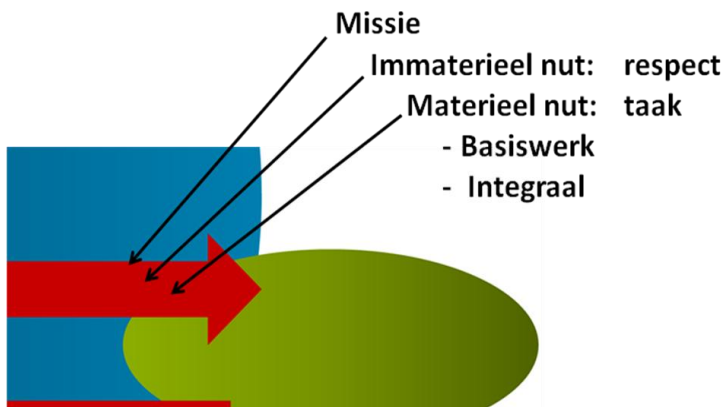 Missie
Immaterieel nut: respect
Materieel nut: taak
- Basiswerk
- Integraal